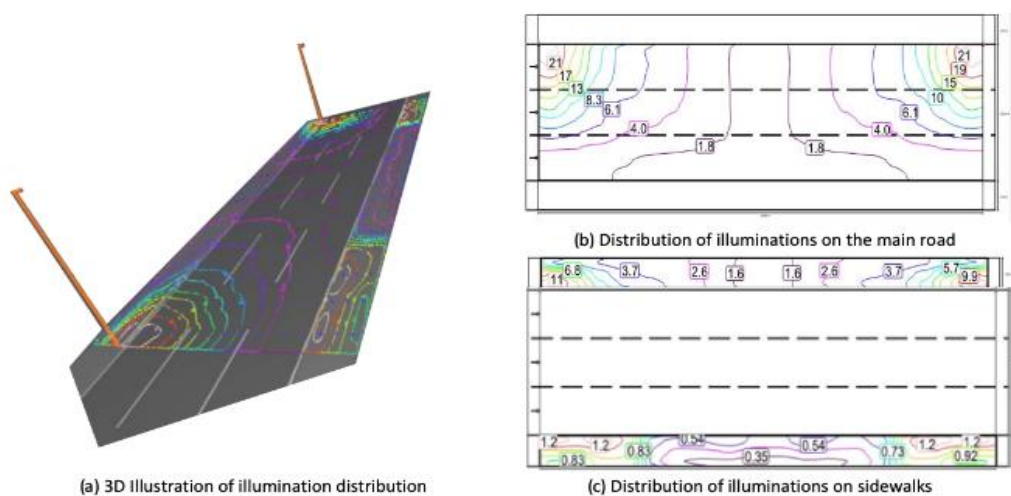 21
21
17
19
13
15
8.3
10
6.1
6.1
4.0
4.0
1.8
1.8
(b) Distribution of illuminations on the main road
6.8 3.7 2.6 1.6 1.6 2.6 3.7 5.7
11 9.9
1.2 1.2 0.83 0.54 0.54 0.73 1.2 1.2
0.83 0.35 0.92
(a) 3D Illustration of illumination distribution
(c) Distribution of illuminations on sidewalks